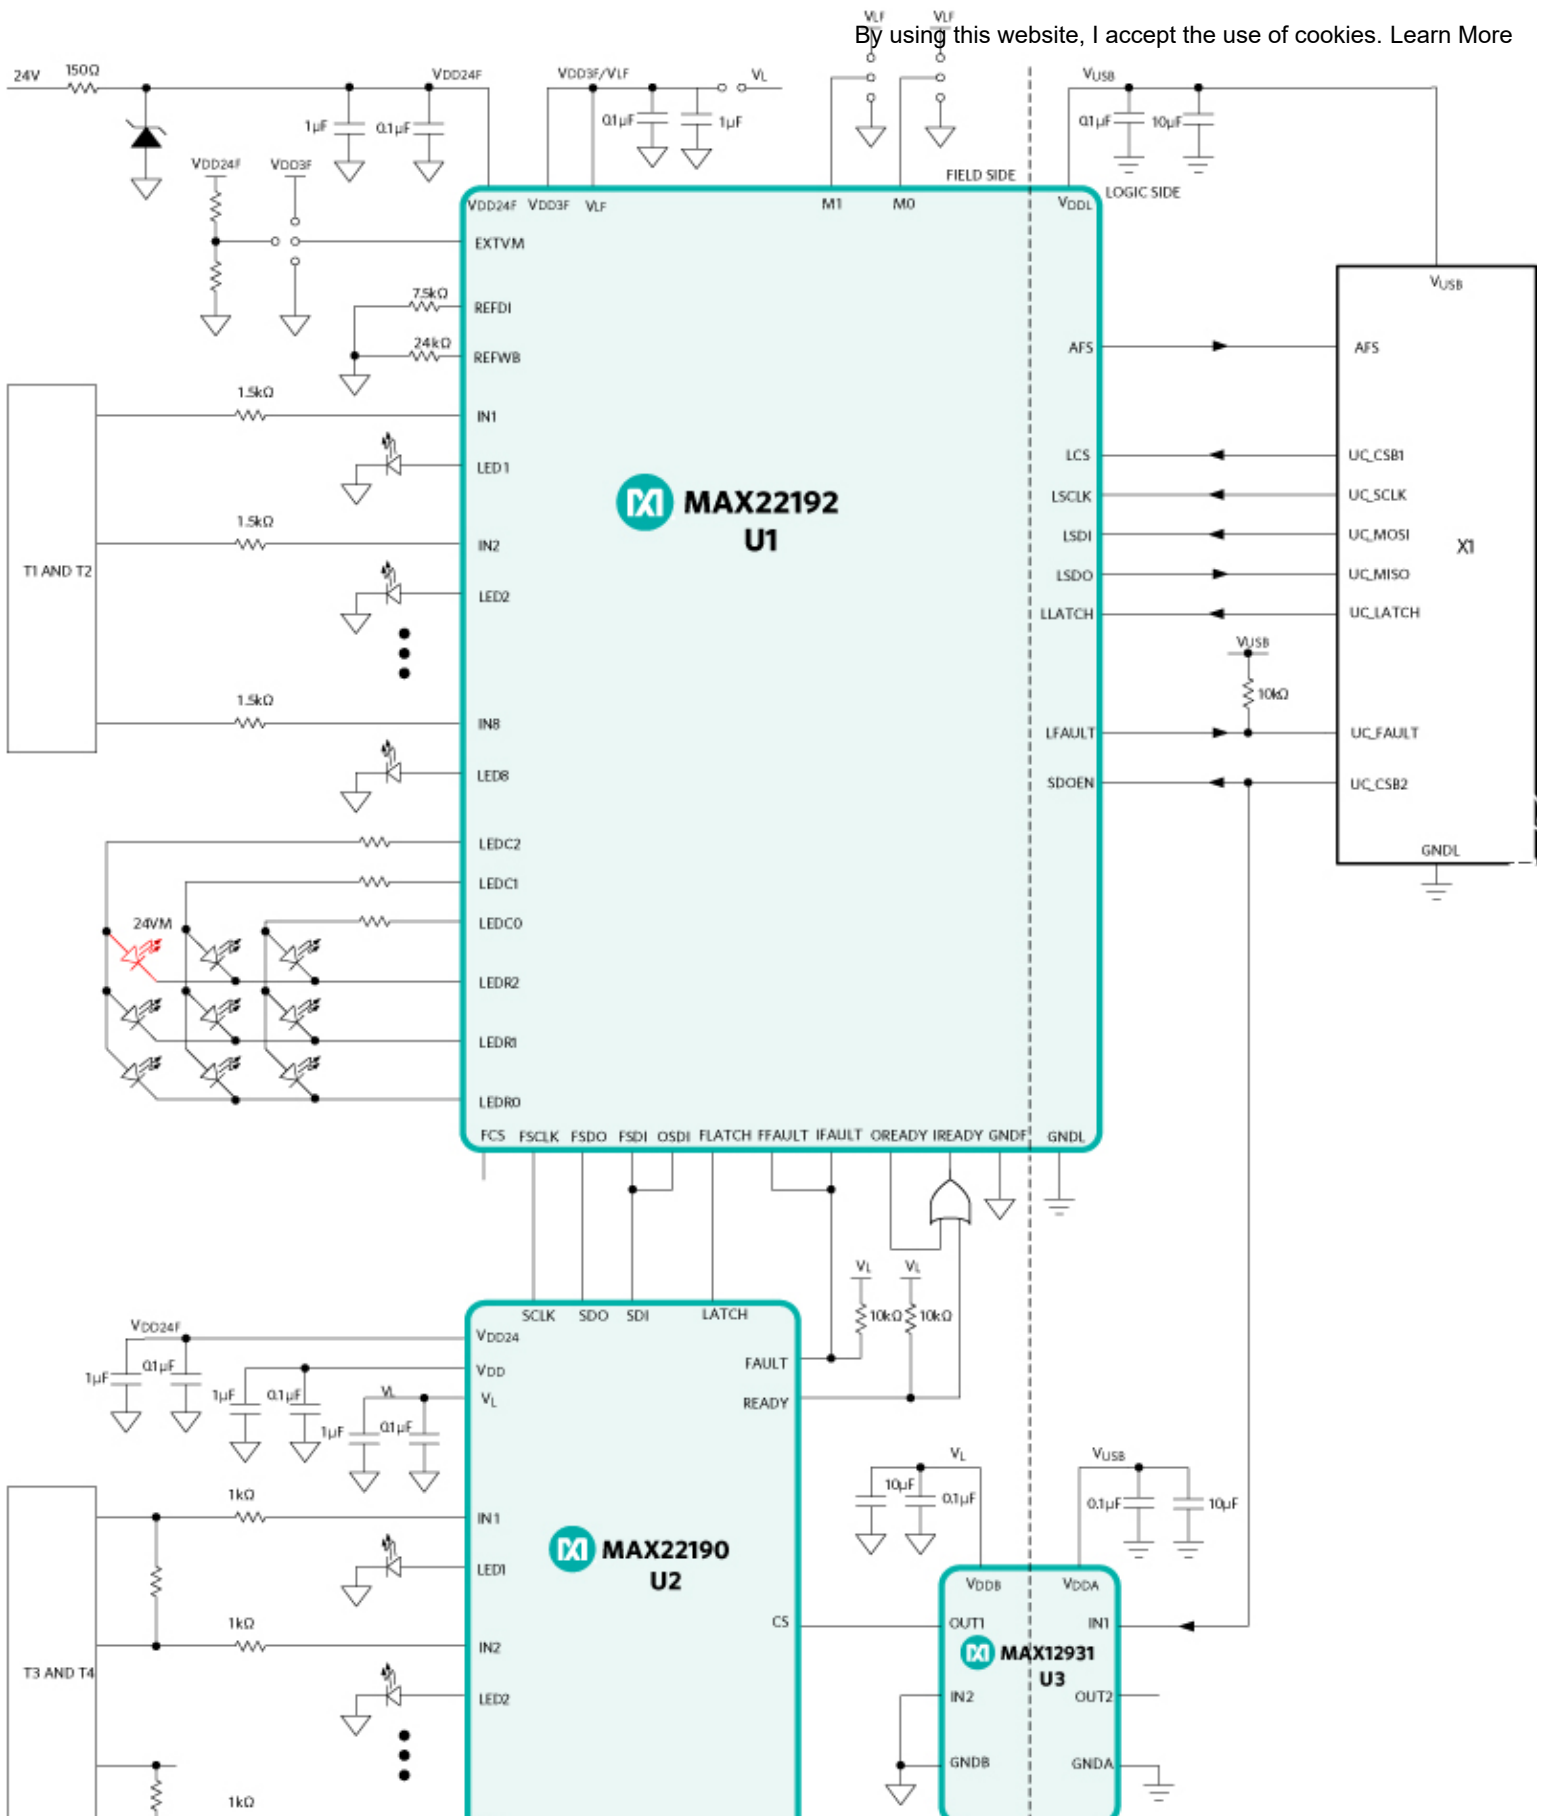 VLF VLF
By using this website, I accept the use of cookies. Learn More
24V 150Ω VDD24F VDD3F/VLF VL VUSB
1µF 0.1µF 0.1µF 1µF 0.1µF 10µF
VDD24F VDD3F
FIELD SIDE
LOGIC SIDE
VDD24F VDD3F VLF M1 M0 VDDL
EXTVM
VUSB
7.5kΩ
REFDI
24kΩ
REFWB
AFS AFS
1.5kΩ
IN1
LED1
LCS UC_CSB1
LSCLK UC_SCLK
MAX22192
U1
1.5kΩ
IN2
LSDI UC_MOSI
X1
T1 AND T2
LSDO UC_MISO
LED2
LLATCH UC_LATCH
VUSB
10kΩ
1.5kΩ
IN8
LFAULT UC_FAULT
LED8
SDOEN UC_CSB2
LEDC2
GNDL
LEDC1
24VM
LEDC0
LEDR2
LEDR1
LEDR0
FCS FSCLK FSDO FSDI OSDI FLATCH FFAULT IFAULT OREADY IREADY GNDF GNDL
VL VL
SCLK SDO SDI LATCH
10kΩ 10kΩ
VDD24F
VDD24
0.1µF
1µF
VDD
FAULT
1µF 0.1µF
VL
VL
READY
1µF 0.1µF
VL VUSB
10µF 0.1µF
0.1µF 10µF
1kΩ
IN1
MAX22190
U2
LED1
VDDB VDDA
1kΩ
CS
OUT1 IN1
IN2
MAX12931
U3
T3 AND T4
LED2
IN2 OUT2
GNDB GNDA
1kΩ